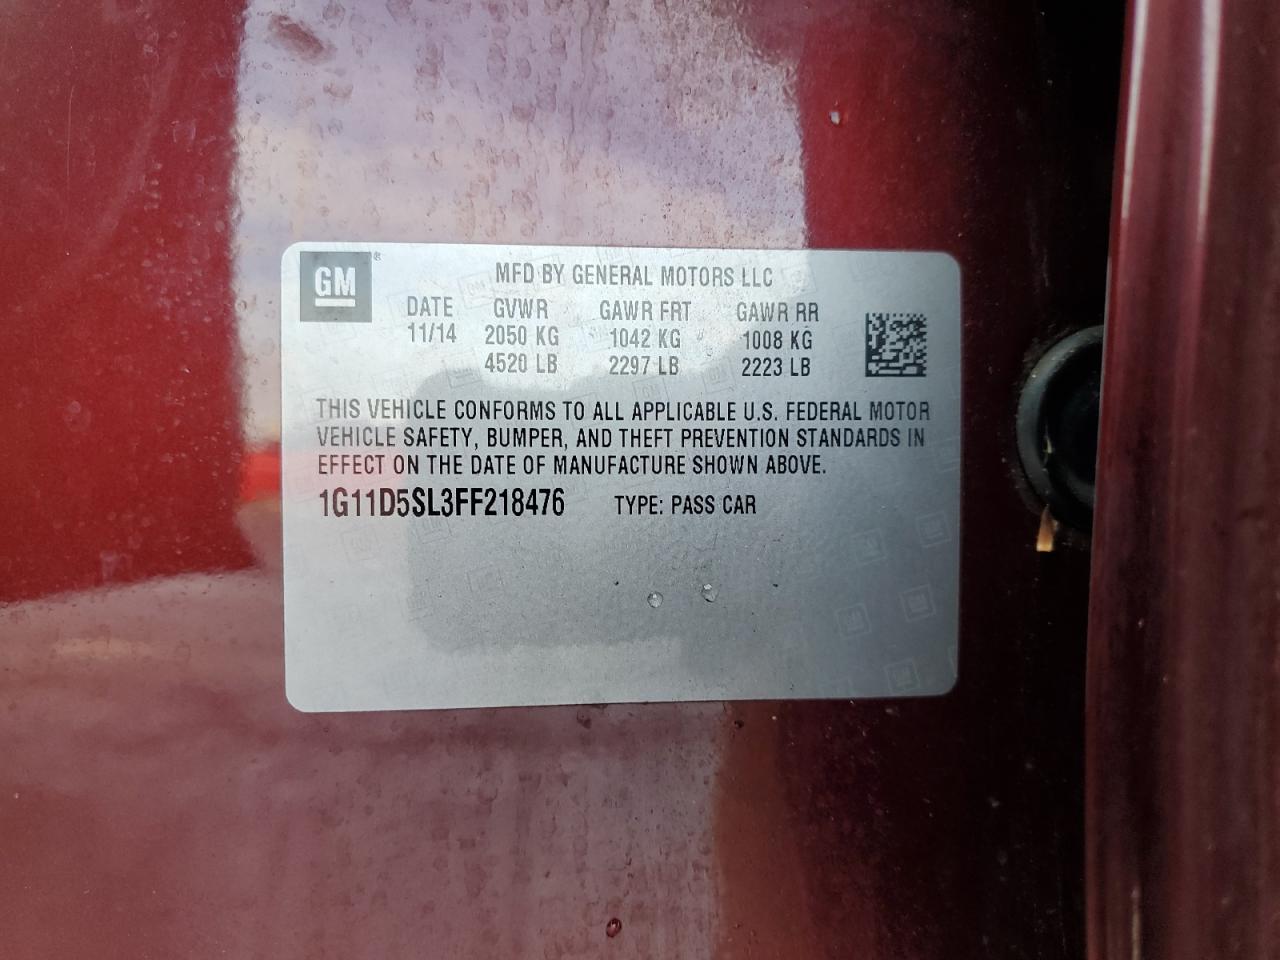 GM®
MFD BY GENERAL MOTORS LLC
DATE GVWR GAWR FRT GAWR RR
11/14 2050 KG 1042 KG 1008 KG
4520 LB 2297 LB 2223 LB
THIS VEHICLE CONFORMS TO ALL APPLICABLE U.S. FEDERAL MOTOR
VEHICLE SAFETY, BUMPER, AND THEFT PREVENTION STANDARDS IN
EFFECT ON THE DATE OF MANUFACTURE SHOWN ABOVE.
1G11D5SL3FF218476 TYPE: PASS CAR